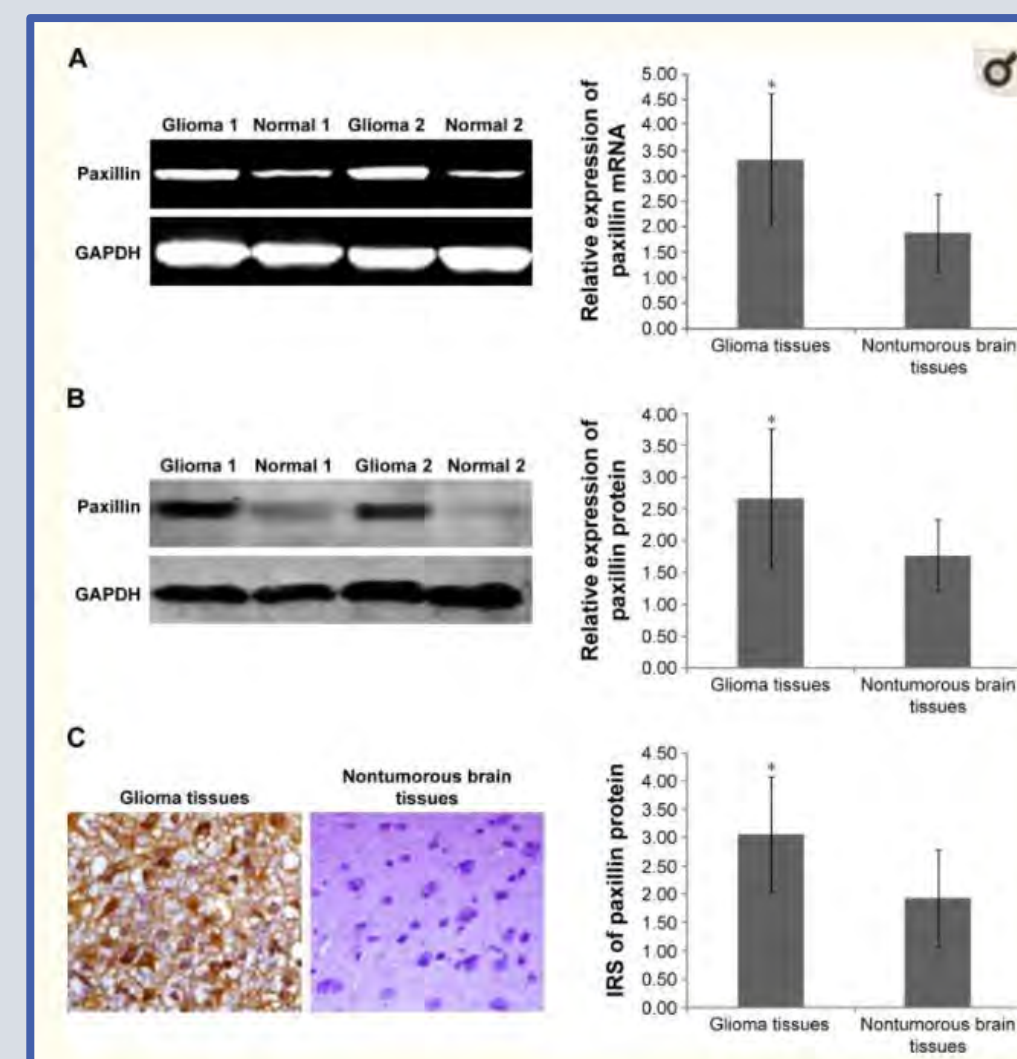 A
Glioma 1 Normal 1 Glioma 2 Normal 2
Paxillin
GAPDH
Relative expression of
paxillin mRNA
5.00
4.50
4.00
3.50
3.00
2.50
2.00
1.50
1.00
0.50
0.00
*
Glioma tissues
Nontumorous brain
tissues
B
Glioma 1 Normal 1 Glioma 2 Normal 2
Paxillin
GAPDH
Relative expression of
paxillin protein
4.00
3.50
3.00
2.50
2.00
1.50
1.00
0.50
0.00
*
Glioma tissues
Nontumorous brain
tissues
C
Glioma tissues
Nontumorous brain
tissues
IRS of paxillin protein
4.50
4.00
3.50
3.00
2.50
2.00
1.50
1.00
0.50
0.00
*
Glioma tissues
Nontumorous brain
tissues